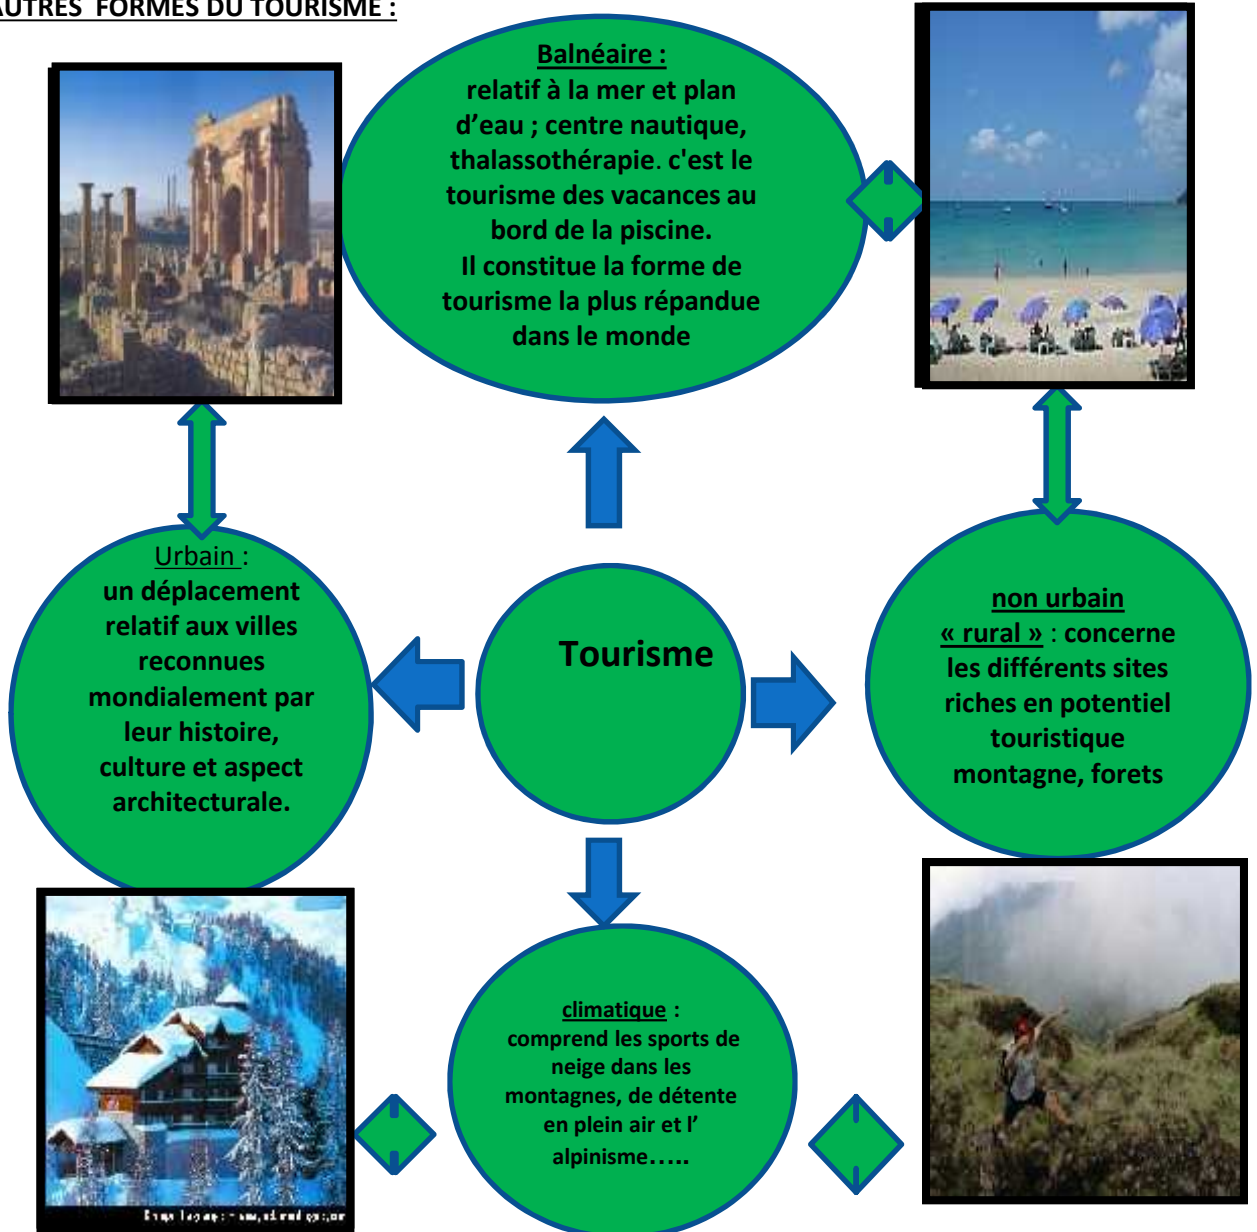 AUTRES FORMES DU TOURISME :
Balnéaire :
relatif à la mer et plan
d’eau ; centre nautique,
thalassothérapie. c'est le
tourisme des vacances au
bord de la piscine.
Il constitue la forme de
tourisme la plus répandue
dans le monde
Urbain :
un déplacement
relatif aux villes
reconnues
mondialement par
leur histoire,
culture et aspect
architecturale.
Tourisme
non urbain
« rural » : concerne
les différents sites
riches en potentiel
touristique
montagne, forets
climatique :
comprend les sports de
neige dans les
montagnes, de détente
en plein air et l’
alpinisme…..